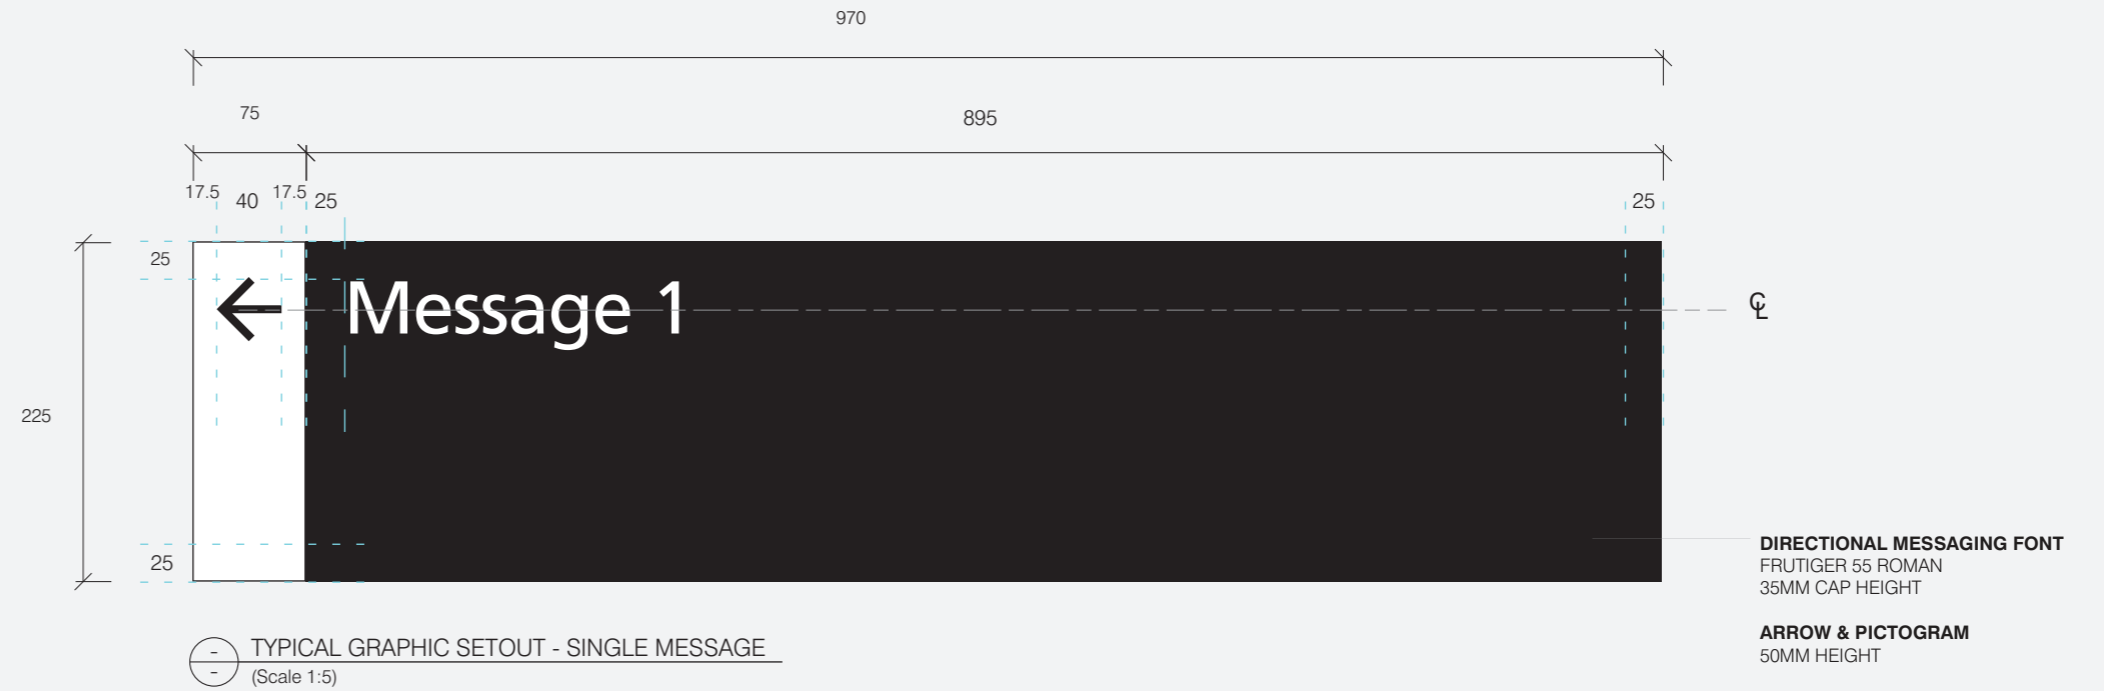 970
75
895
17.5
40
17.5
25
25
25
Message 1
℄
225
25
DIRECTIONAL MESSAGING FONT
FRUTIGER 55 ROMAN
35MM CAP HEIGHT
ARROW & PICTOGRAM
50MM HEIGHT
-
-
TYPICAL GRAPHIC SETOUT - SINGLE MESSAGE
(Scale 1:5)